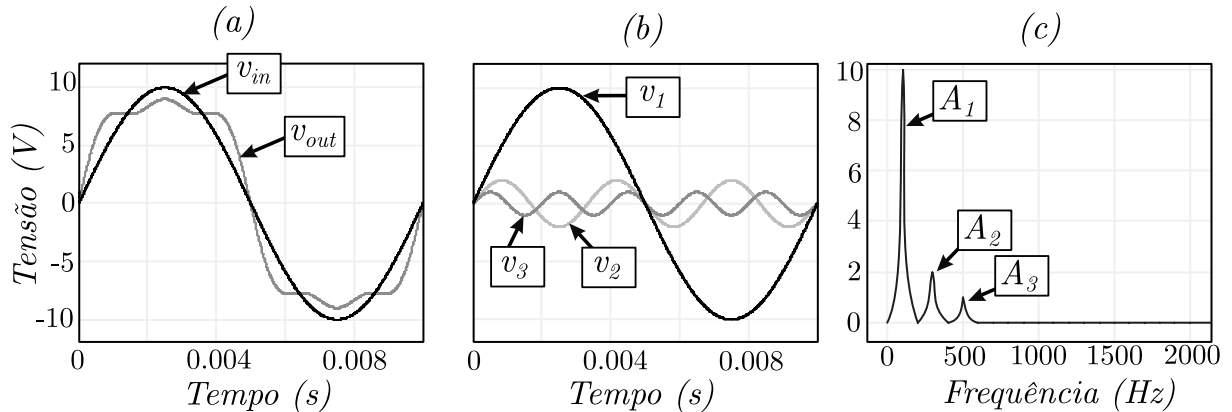 (a)
v_in
v_out
10
5
0
-5
-10
Tensão (V)
0
0.004
0.008
Tempo (s)
(b)
v_1
v_3
v_2
0
0.004
0.008
Tempo (s)
(c)
A_1
A_2
A_3
10
8
6
4
2
0
0
500
1000
1500
2000
Frequência (Hz)